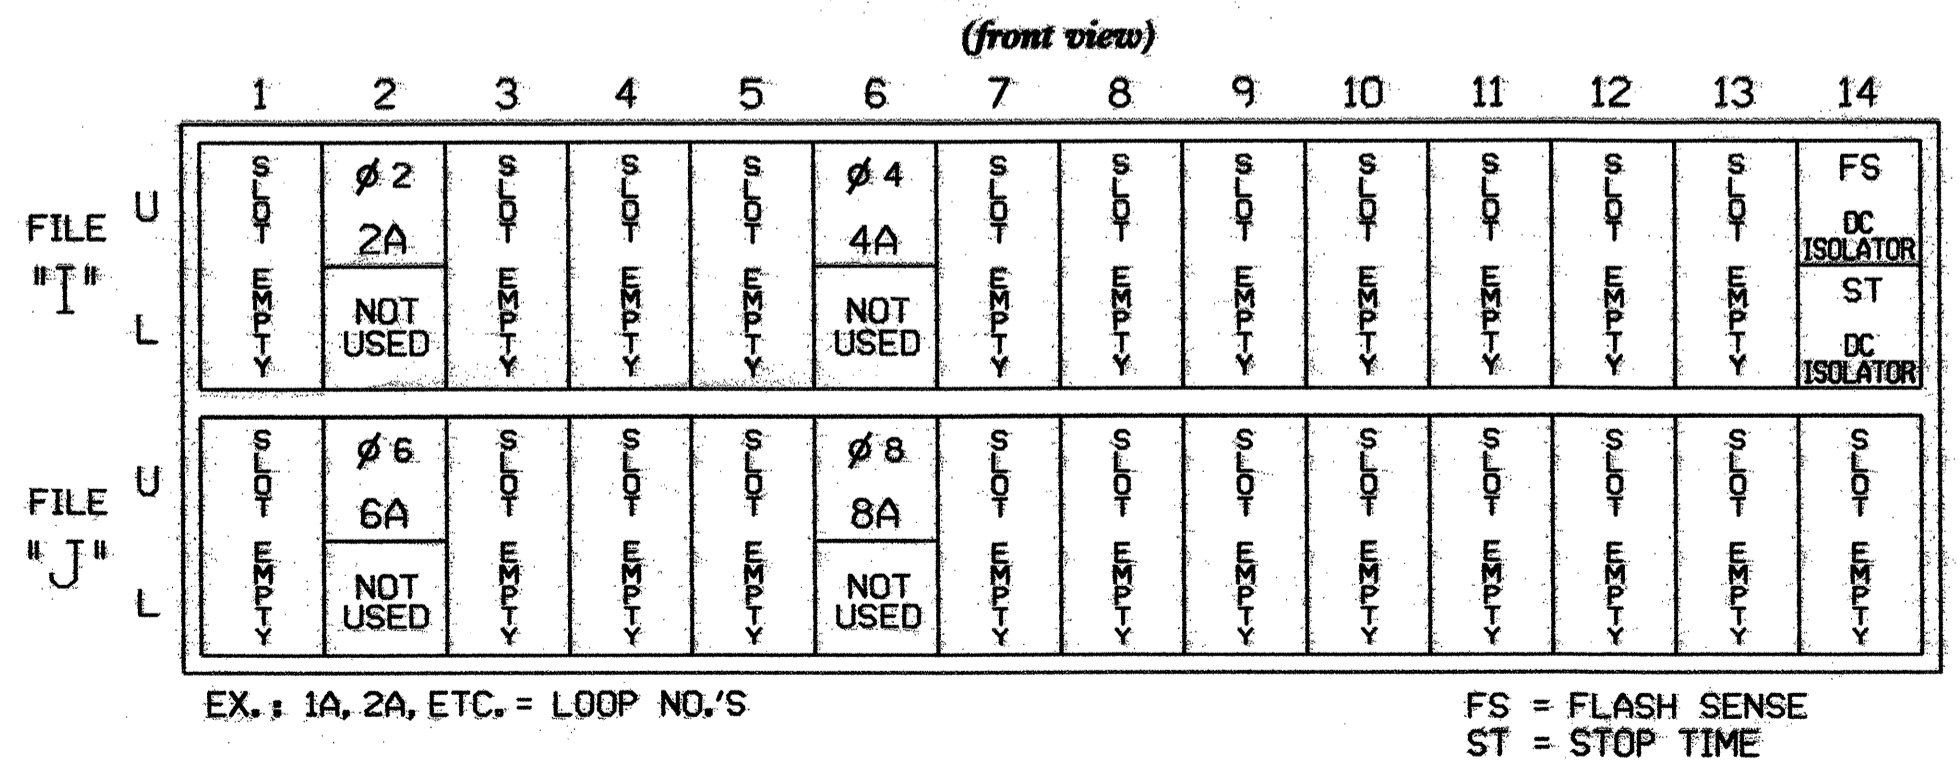 (front view)
1 2 3 4 5 6 7 8 9 10 11 12 13 14
FILE "I"
U
L
SLOT EMPTY
Ø 2
2A
NOT USED
SLOT EMPTY
SLOT EMPTY
SLOT EMPTY
Ø 4
4A
NOT USED
SLOT EMPTY
SLOT EMPTY
SLOT EMPTY
SLOT EMPTY
SLOT EMPTY
SLOT EMPTY
SLOT EMPTY
FS
DC
ISOLATOR
ST
DC
ISOLATOR
FILE "J"
U
L
SLOT EMPTY
Ø 6
6A
NOT USED
SLOT EMPTY
SLOT EMPTY
SLOT EMPTY
Ø 8
8A
NOT USED
SLOT EMPTY
SLOT EMPTY
SLOT EMPTY
SLOT EMPTY
SLOT EMPTY
SLOT EMPTY
SLOT EMPTY
SLOT EMPTY
EX.: 1A, 2A, ETC. = LOOP NO.'S
FS = FLASH SENSE
ST = STOP TIME